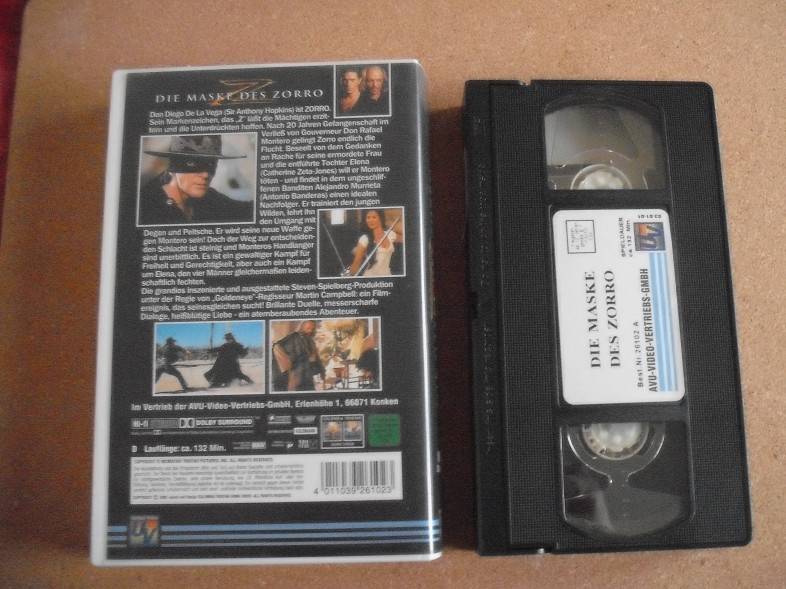 DIE MASKE DES ZORRO
Don Diego De La Vega (Sir Anthony Hopkins) ist ZORRO.
Sein Markenzeichen, das „Z" läßt die Mächtigen erzit-
tern und die Unterdrückten hoffen. Nach 20 Jahren Gefangenschaft im
Verließ von Gouverneur Don Rafael
Montero gelingt Zorro endlich die
Flucht. Beseelt von dem Gedanken
an Rache für seine ermordete Frau
und die entführte Tochter Elena
(Catherine Zeta-Jones) will er Montero
töten - und findet in dem ungeschlif-
fenen Banditen Alejandro Murrieta
(Antonio Banderas) einen idealen
Nachfolger. Er trainiert den jungen
Wilden, lehrt ihn
den Umgang mit
Degen und Peitsche. Er wird seine neue Waffe ge-
gen Montero sein! Doch der Weg zur entscheiden-
den Schlacht ist steinig und Monteros Handlanger
sind unerbittlich. Es ist ein gewaltiger Kampf für
Freiheit und Gerechtigkeit, aber auch ein Kampf
um Elena, den vier Männer gleichermaßen leiden-
schaftlich fechten.
Die grandios inszenierte und ausgestattete Steven-Spielberg-Produktion
unter der Regie von „Goldeneye"-Regisseur Martin Campbell: ein Film-
ereignis, das seinesgleichen sucht! Brillante Duelle, messerscharfe
Dialoge, heißblütige Liebe - ein atemberaubendes Abenteuer.
Im Vertrieb der AVU-Video-Vertriebs-GmbH, Erlenhöhe 1, 66871 Konken
Hi-fi STEREO DOLBY SURROUND
D Lauflänge: ca. 132 Min.
4 011039 261023
UV
SPIELDAUER
ca. 132 Min.
UV
DIE MASKE
DES ZORRO
Best.Nr. 26102 A
AVU-VIDEO-VERTRIEBS-GMBH